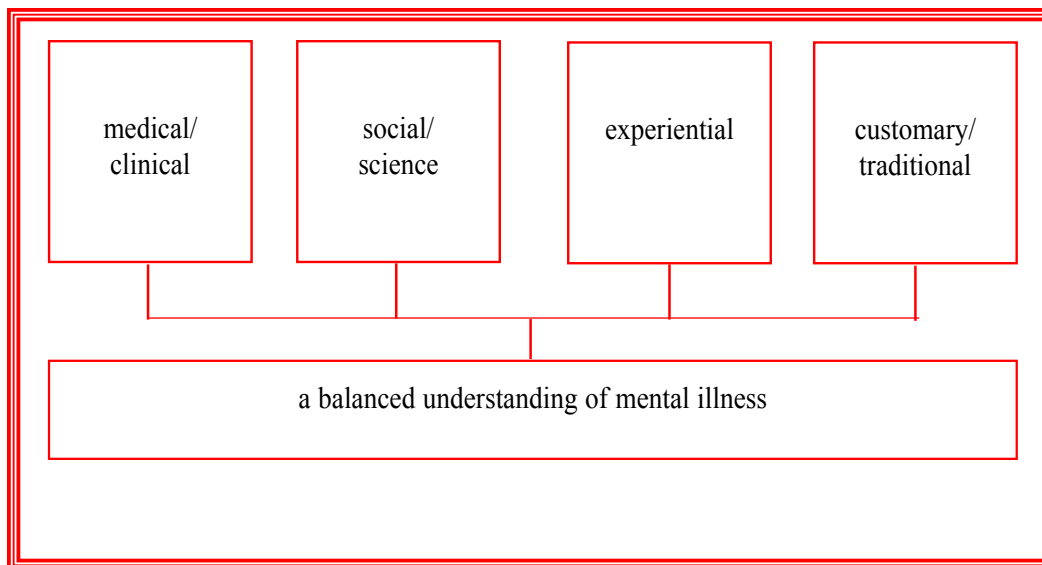 medical/
clinical
social/
science
experiential
customary/
traditional
a balanced understanding of mental illness